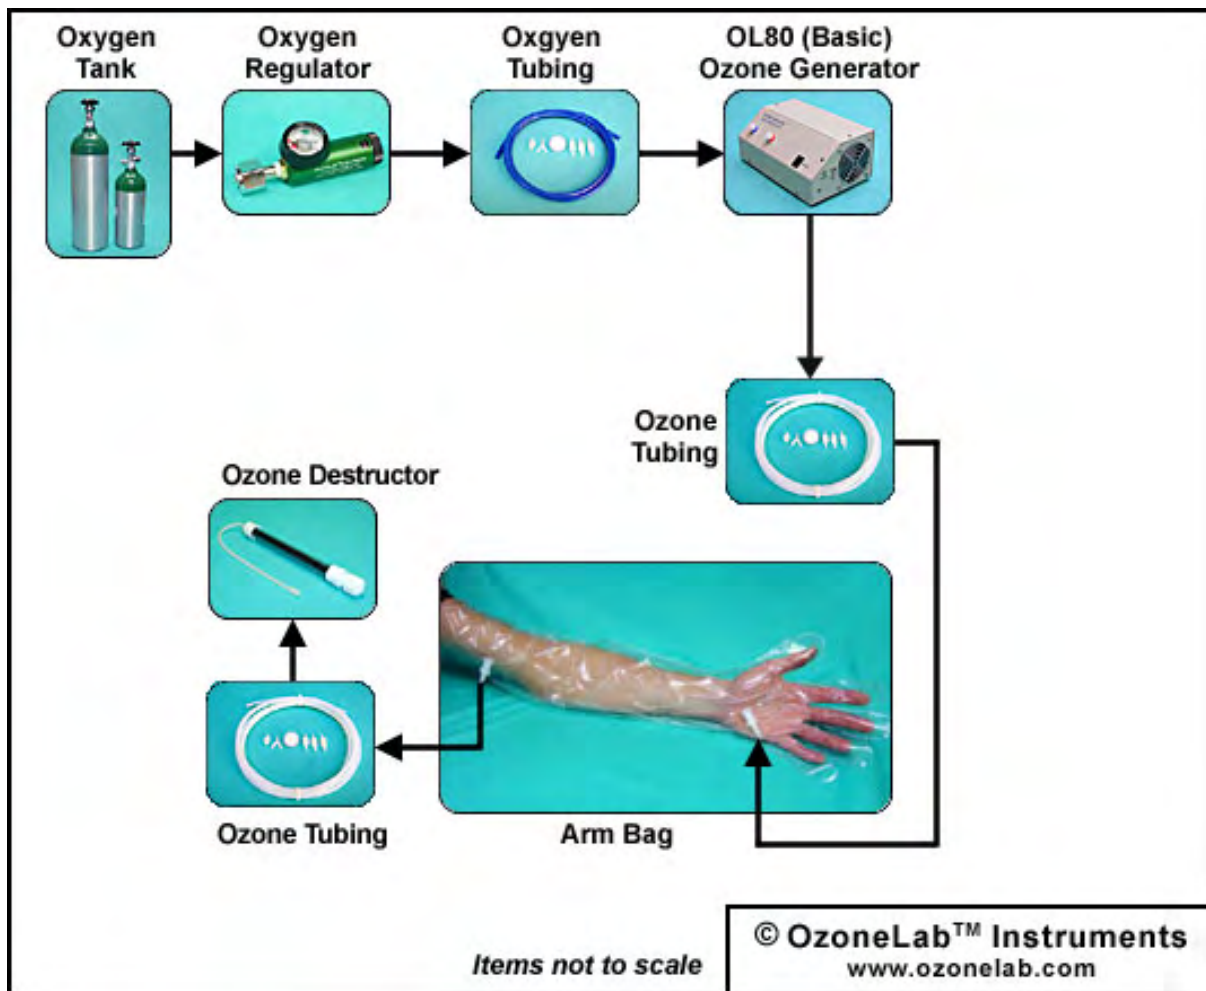 Oxygen
Tank
Oxygen
Regulator
Oxgyen
Tubing
OL80 (Basic)
Ozone Generator
Ozone
Tubing
Ozone Destructor
Ozone Tubing
Arm Bag
Items not to scale
© OzoneLab™ Instruments
www.ozonelab.com